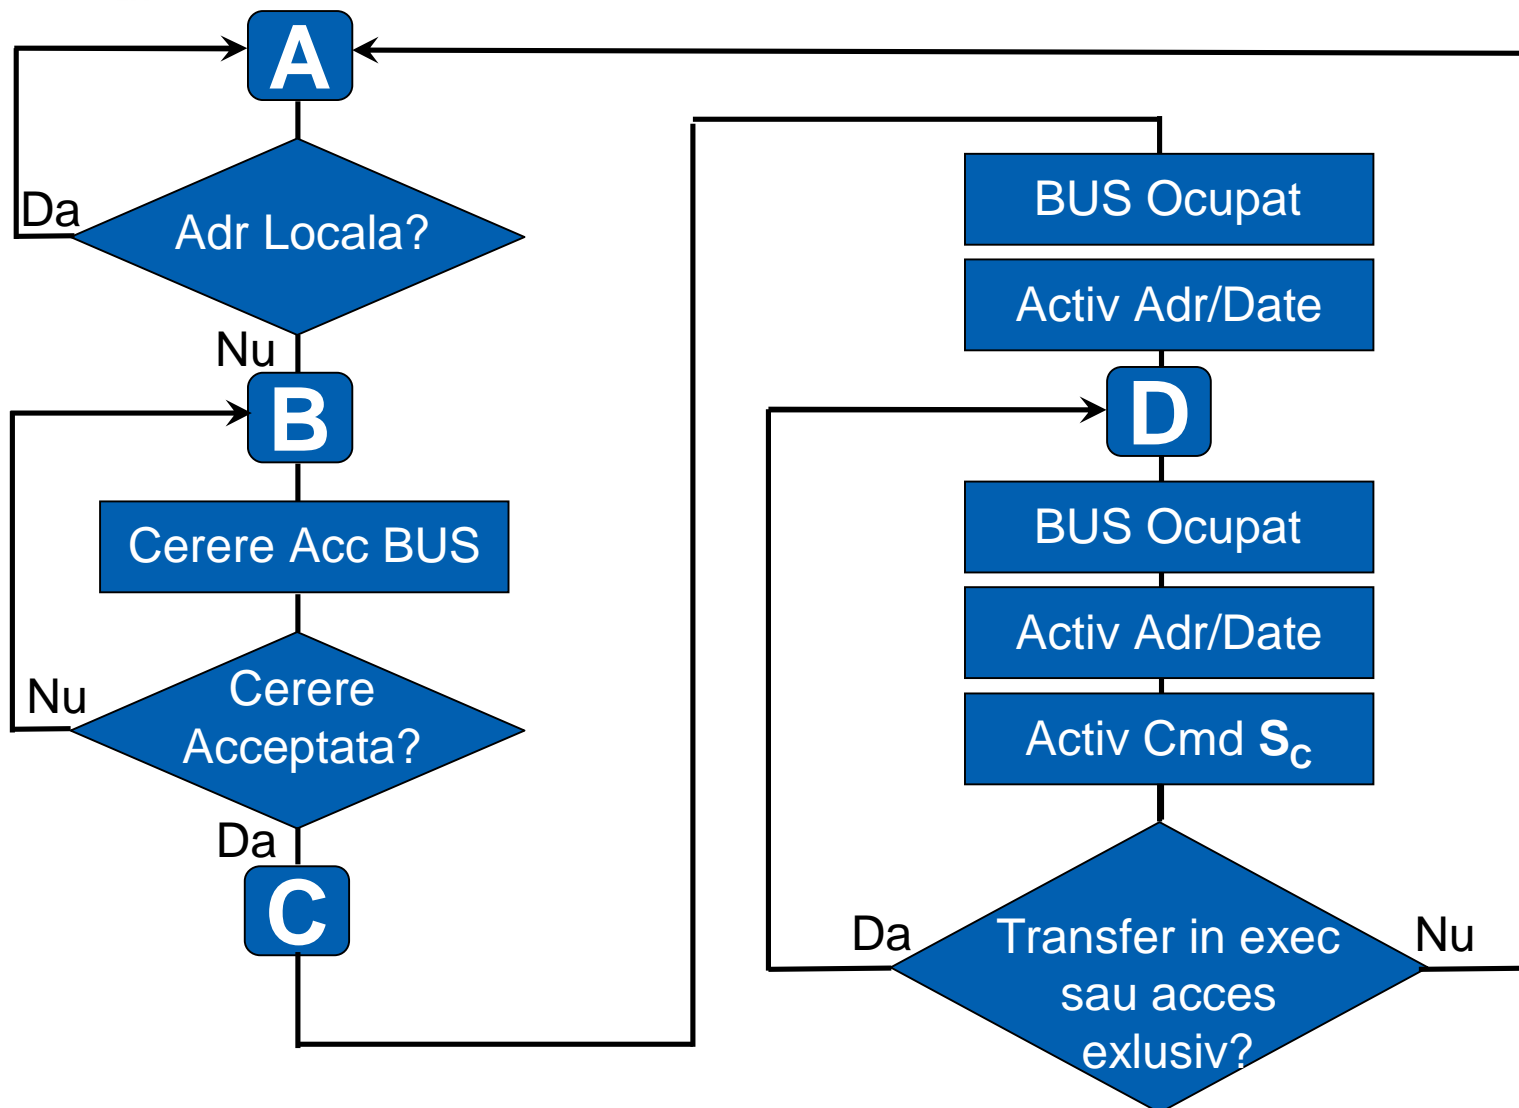 A
Da
Adr Locala?
Nu
B
Cerere Acc BUS
Nu
Cerere
Acceptata?
Da
C
BUS Ocupat
Activ Adr/Date
D
BUS Ocupat
Activ Adr/Date
Activ Cmd Sc
Da
Transfer in exec
sau acces
exlusiv?
Nu